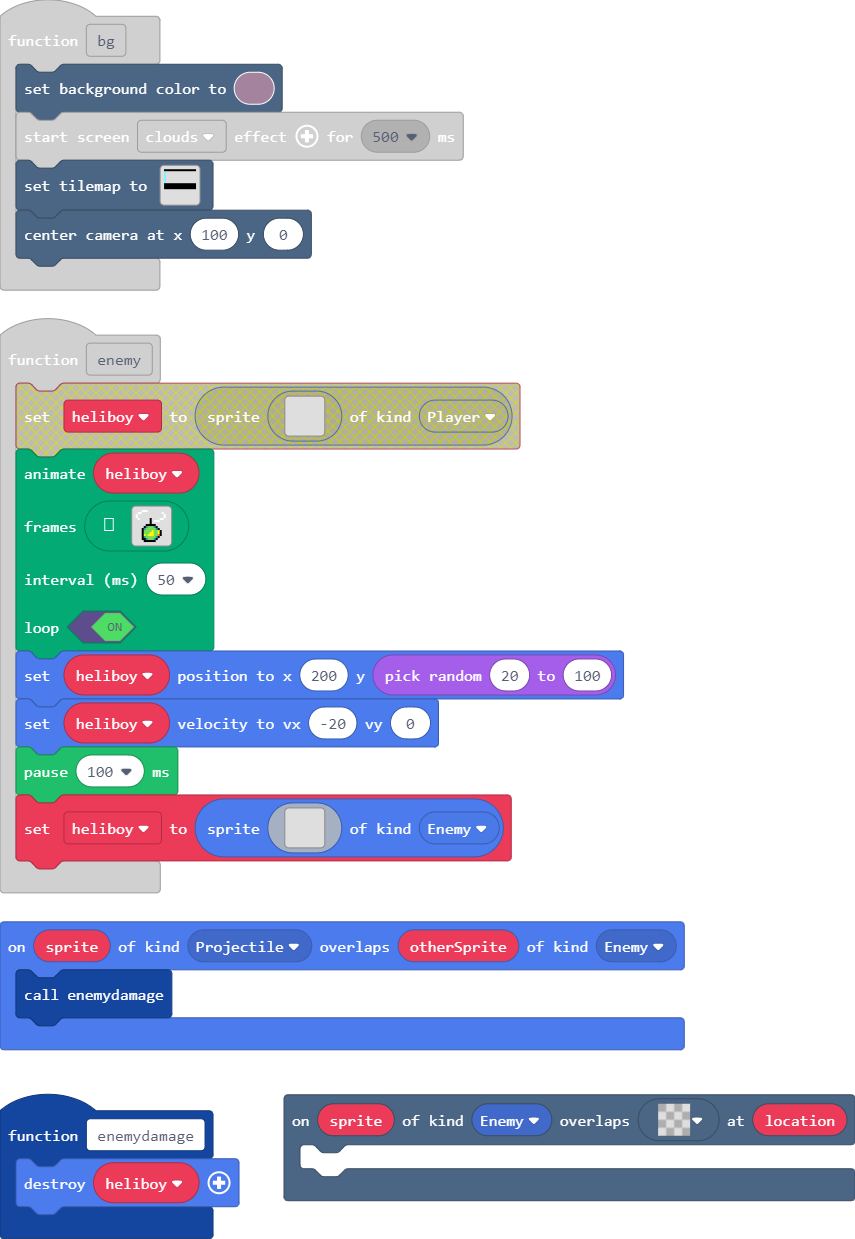 function bg
set background color to
start screen clouds effect for 500 ms
set tilemap to
center camera at x 100 y 0
function enemy
set heliboy to sprite of kind Player
animate heliboy
frames
interval (ms) 50
loop ON
set heliboy position to x 200 y pick random 20 to 100
set heliboy velocity to vx -20 vy 0
pause 100 ms
set heliboy to sprite of kind Enemy
on sprite of kind Projectile overlaps otherSprite of kind Enemy
call enemydamage
function enemydamage
destroy heliboy
on sprite of kind Enemy overlaps at location